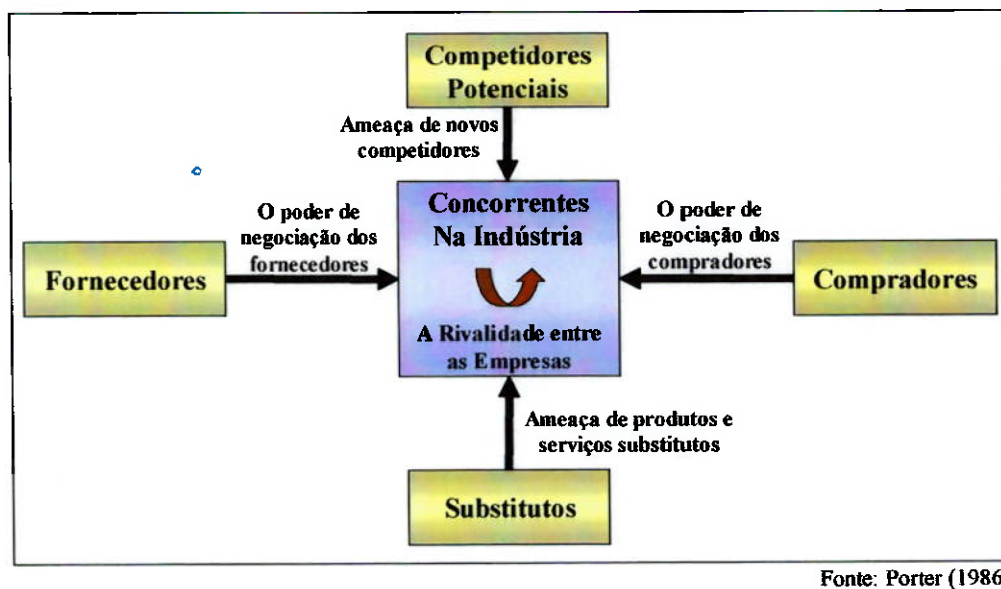 Competidores
Potenciais
Ameaça de novos
competidores
O poder de
negociação dos
fornecedores
Fornecedores
Concorrentes
Na Indústria
A Rivalidade entre
as Empresas
O poder de
negociação dos
compradores
Compradores
Ameaça de produtos e
serviços substitutos
Substitutos
Fonte: Porter (1986